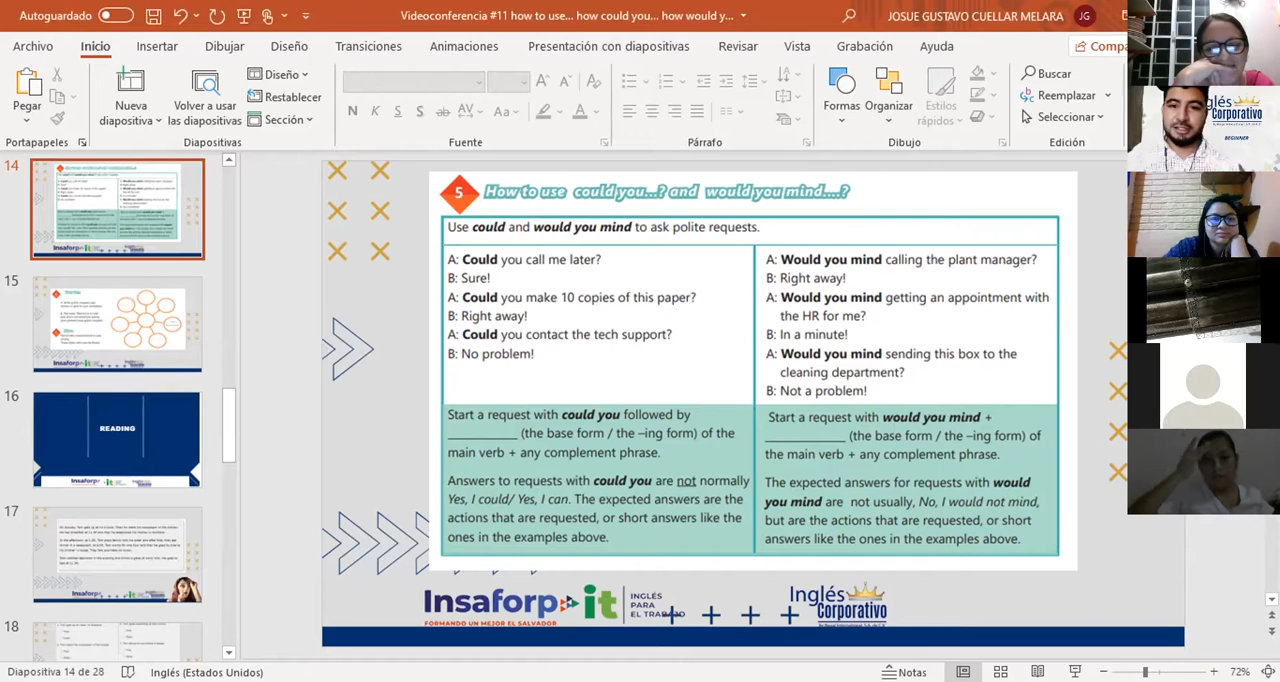 Autoguardado
Videoconferencia #11 how to use... how could you... how would y...
JOSUE GUSTAVO CUELLAR MELARA
JG
Archivo
Inicio
Insertar
Dibujar
Diseño
Transiciones
Animaciones
Presentación con diapositivas
Revisar
Vista
Grabación
Ayuda
Compa
Pegar
Nueva
diapositiva
Volver a usar
las diapositivas
Diseño
Restablecer
Sección
Formas
Organizar
Estilos
rápidos
Buscar
Reemplazar
Seleccionar
Portapapeles
Diapositivas
Fuente
Párrafo
Dibujo
Edición
14
15
16
READING
17
18
5
How to use could you...? and would you mind....?
Use could and would you mind to ask polite requests.
A: Could you call me later?
B: Sure!
A: Could you make 10 copies of this paper?
B: Right away!
A: Could you contact the tech support?
B: No problem!
A: Would you mind calling the plant manager?
B: Right away!
A: Would you mind getting an appointment with
the HR for me?
B: In a minute!
A: Would you mind sending this box to the
cleaning department?
B: Not a problem!
Start a request with could you followed by
__________ (the base form / the –ing form) of the
main verb + any complement phrase.
Answers to requests with could you are not normally
Yes, I could/ Yes, I can. The expected answers are the
actions that are requested, or short answers like the
ones in the examples above.
Start a request with would you mind +
___________ (the base form / the –ing form) of
the main verb + any complement phrase.
The expected answers for requests with would
you mind are not usually, No, I would not mind,
but are the actions that are requested, or short
answers like the ones in the examples above.
Insaforp it
INGLÉS
PARA
EL TRABAJO
FORMANDO UN MEJOR EL SALVADOR
Inglés
Corporativo
glés
Corporativo
BEGINNER
Diapositiva 14 de 28
Inglés (Estados Unidos)
Notas
72%